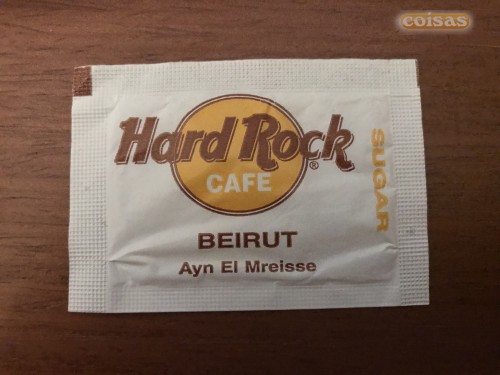 coisas
Hard Rock
®
CAFE
SUGAR
BEIRUT
Ayn El Mreisse